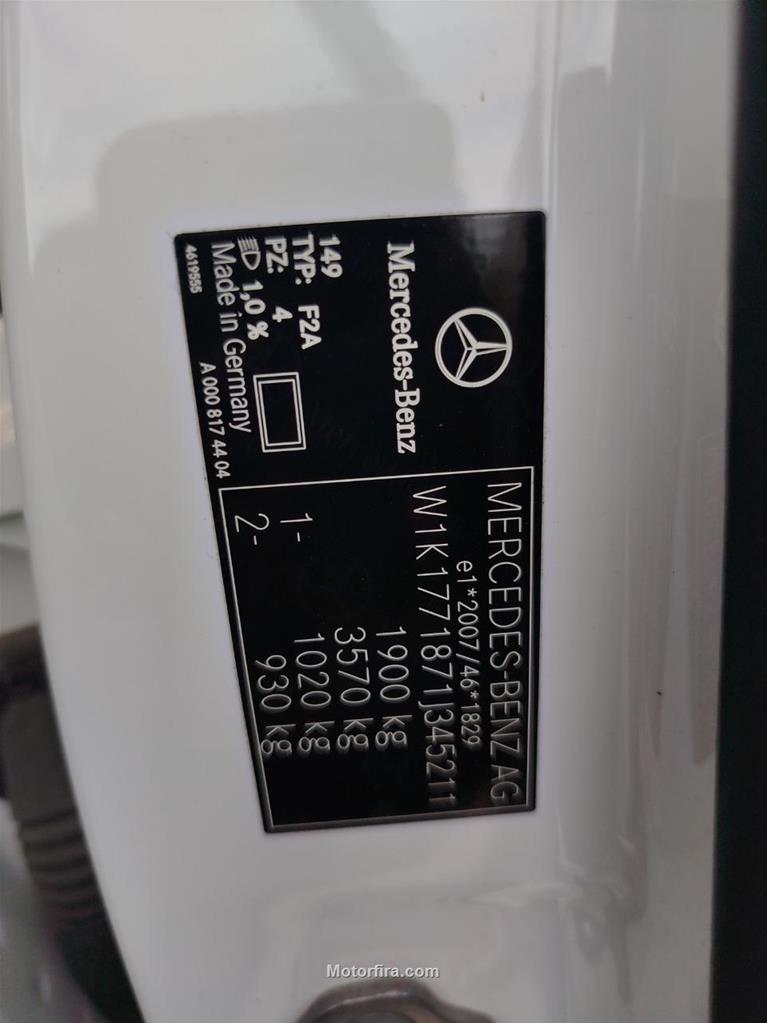 Mercedes-Benz
149
TYP: F2A
PZ: 4
1,0 %
Made in Germany
4619555
A 000 817 44 04
MERCEDES-BENZ AG
e1*2007/46*1829
W1K1771871J345211
1900 kg
3570 kg
1- 1020 kg
2- 930 kg
Motorfira.com